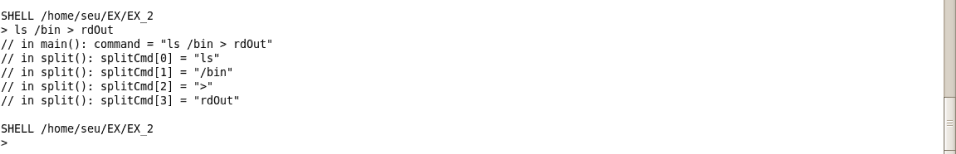 SHELL /home/seu/EX/EX_2
> ls /bin > rdOut
// in main(): command = "ls /bin > rdOut"
// in split(): splitCmd[0] = "ls"
// in split(): splitCmd[1] = "/bin"
// in split(): splitCmd[2] = ">"
// in split(): splitCmd[3] = "rdOut"
SHELL /home/seu/EX/EX_2
>